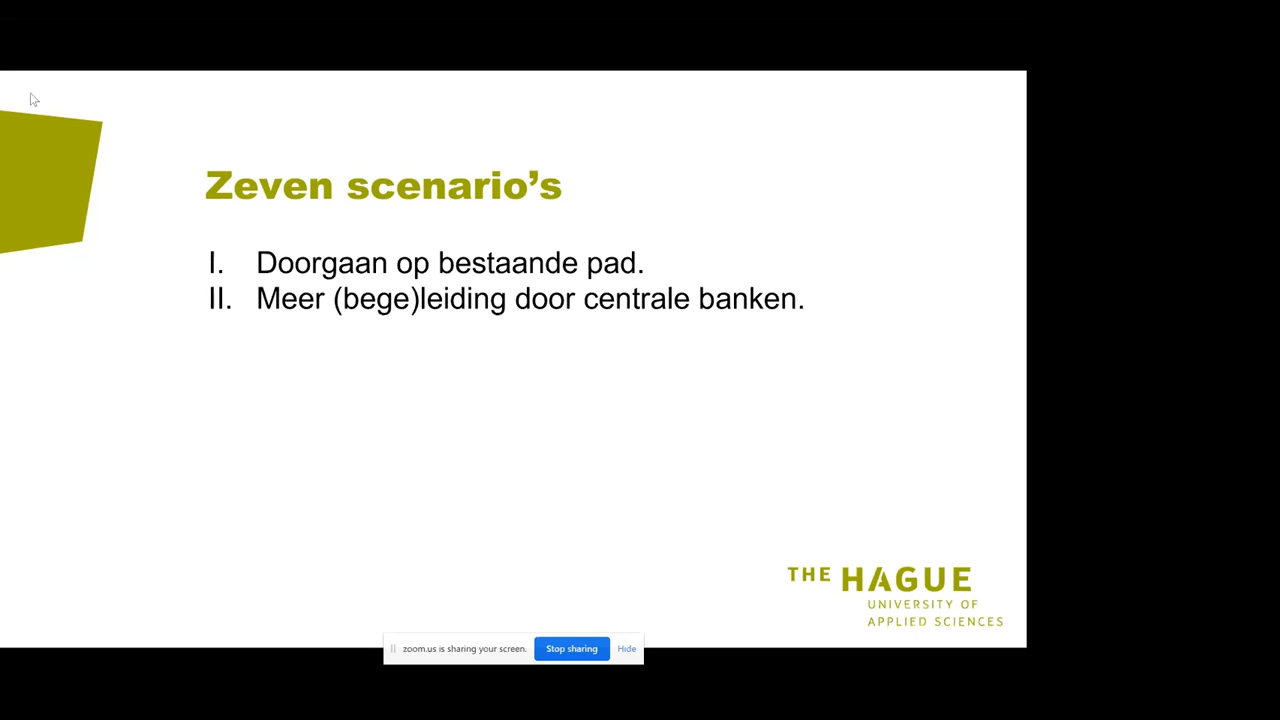 Zeven scenario’s
I. Doorgaan op bestaande pad.
II. Meer (bege)leiding door centrale banken.
THE HAGUE
UNIVERSITY OF
APPLIED SCIENCES
zoom.us is sharing your screen. Stop sharing Hide